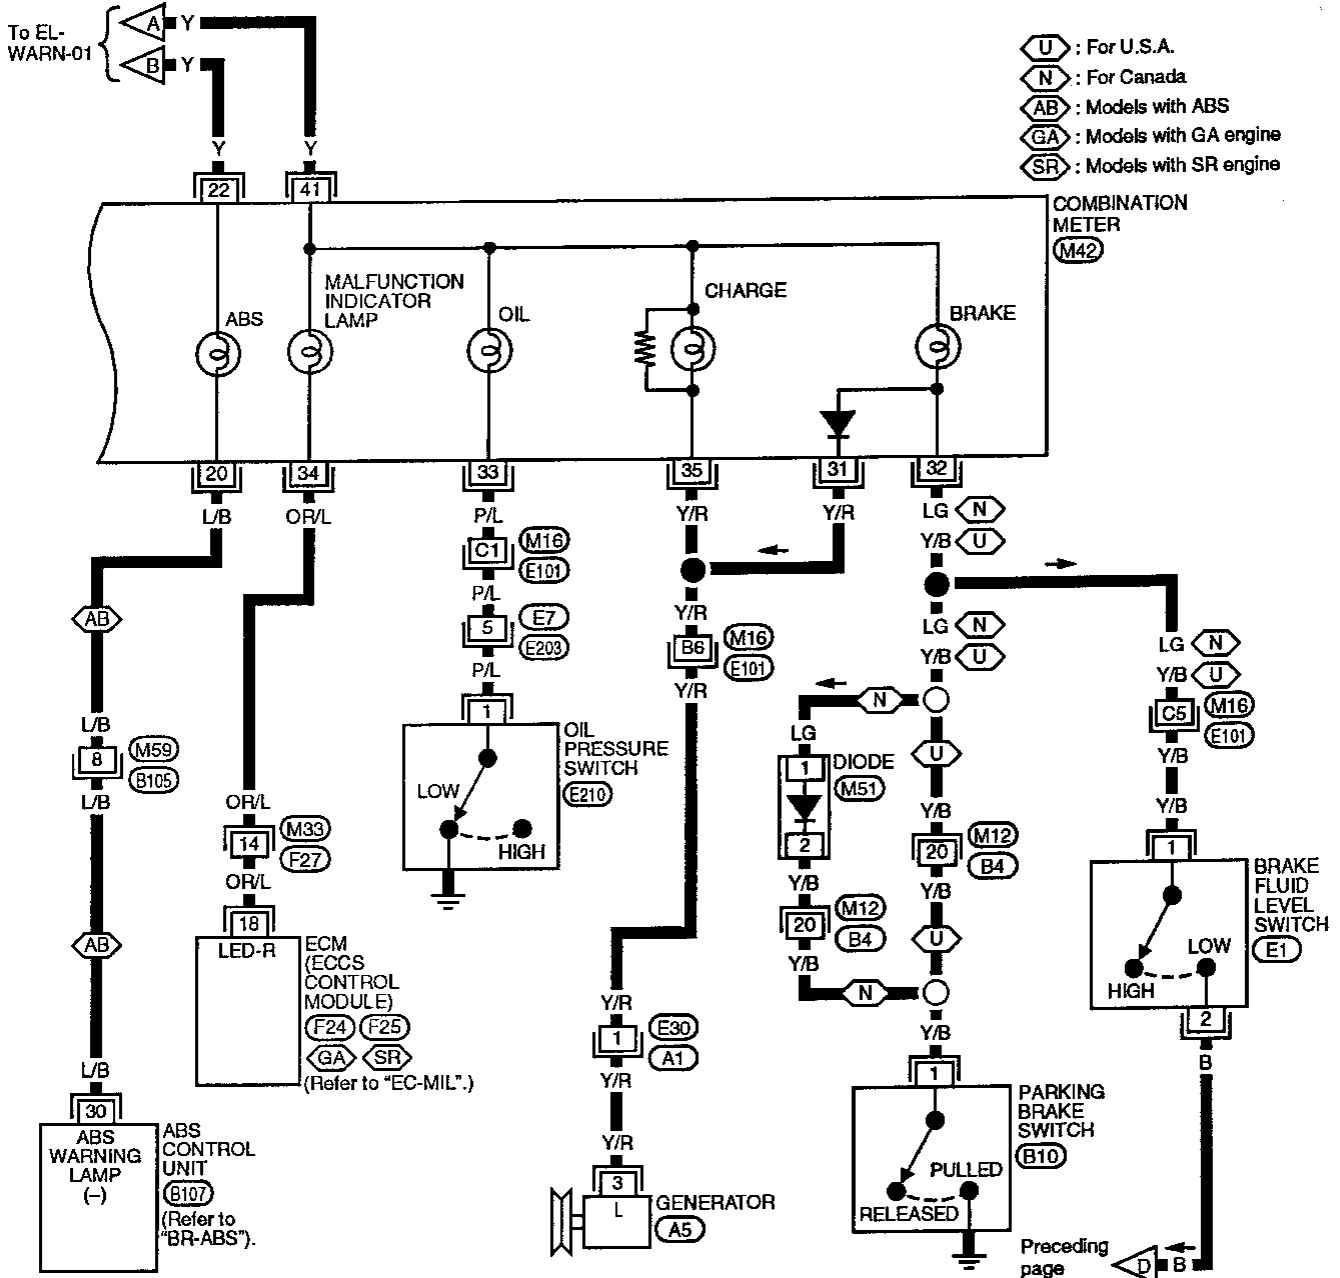 To EL-
WARN-01
A Y
B Y
Y Y
U : For U.S.A.
N : For Canada
AB : Models with ABS
GA : Models with GA engine
SR : Models with SR engine
22 41
COMBINATION
METER
M42
ABS
MALFUNCTION
INDICATOR
LAMP
OIL
CHARGE
BRAKE
20 34 33 35 31 32
L/B OR/L P/L Y/R Y/R LG N
Y/B U
C1 M16
E101
P/L
5 E7
E203
P/L
1
OIL
PRESSURE
SWITCH
E210
LOW
HIGH
Y/R
B6 M16
E101
Y/R
LG N
Y/B U
LG N
Y/B U
C5 M16
E101
Y/B
Y/B
1
BRAKE
FLUID
LEVEL
SWITCH
E1
HIGH
LOW
2
B
AB
L/B
8 M59
B105
L/B
AB
L/B
30
ABS
WARNING
LAMP
(–)
ABS
CONTROL
UNIT
B107
(Refer to
"BR-ABS").
OR/L
14 M33
F27
OR/L
18
LED-R
ECM
(ECCS
CONTROL
MODULE)
F24 F25
GA SR
(Refer to "EC-MIL".)
N
LG
1
DIODE
M51
2
Y/B
20 M12
B4
Y/B
N
U
Y/B
20 M12
B4
Y/B
U
Y/B
1
PARKING
BRAKE
SWITCH
B10
PULLED
RELEASED
Y/R
1 E30
A1
Y/R
Y/R
3
L
GENERATOR
A5
Preceding
page
D B